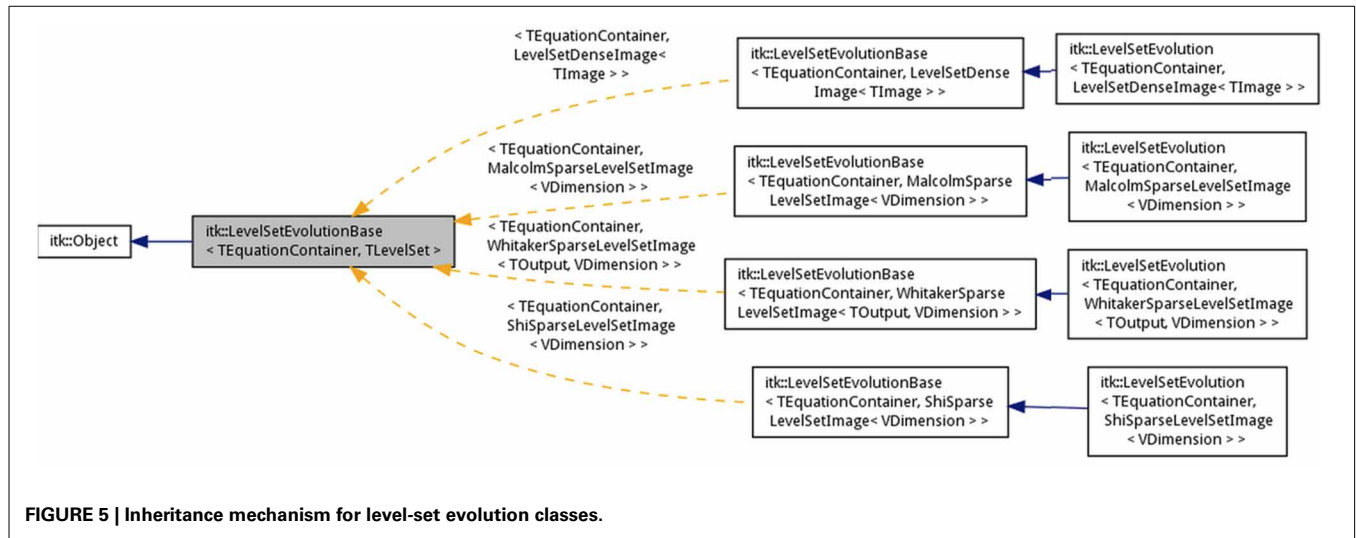 < TEquationContainer,
LevelSetDenseImage<
TImage > >
itk::LevelSetEvolutionBase
< TEquationContainer, LevelSetDense
Image< TImage > >
itk::LevelSetEvolution
< TEquationContainer,
LevelSetDenseImage< TImage > >
< TEquationContainer,
MalcolmSparseLevelSetImage
< VDimension > >
itk::LevelSetEvolutionBase
< TEquationContainer, MalcolmSparse
LevelSetImage< VDimension > >
itk::LevelSetEvolution
< TEquationContainer,
MalcolmSparseLevelSetImage
< VDimension > >
itk::Object
itk::LevelSetEvolutionBase
< TEquationContainer, TLevelSet >
< TEquationContainer,
WhitakerSparseLevelSetImage
< TOutput, VDimension > >
itk::LevelSetEvolutionBase
< TEquationContainer, WhitakerSparse
LevelSetImage< TOutput, VDimension > >
itk::LevelSetEvolution
< TEquationContainer,
WhitakerSparseLevelSetImage
< TOutput, VDimension > >
< TEquationContainer,
ShiSparseLevelSetImage
< VDimension > >
itk::LevelSetEvolutionBase
< TEquationContainer, ShiSparse
LevelSetImage< VDimension > >
itk::LevelSetEvolution
< TEquationContainer,
ShiSparseLevelSetImage
< VDimension > >
FIGURE 5 | Inheritance mechanism for level-set evolution classes.